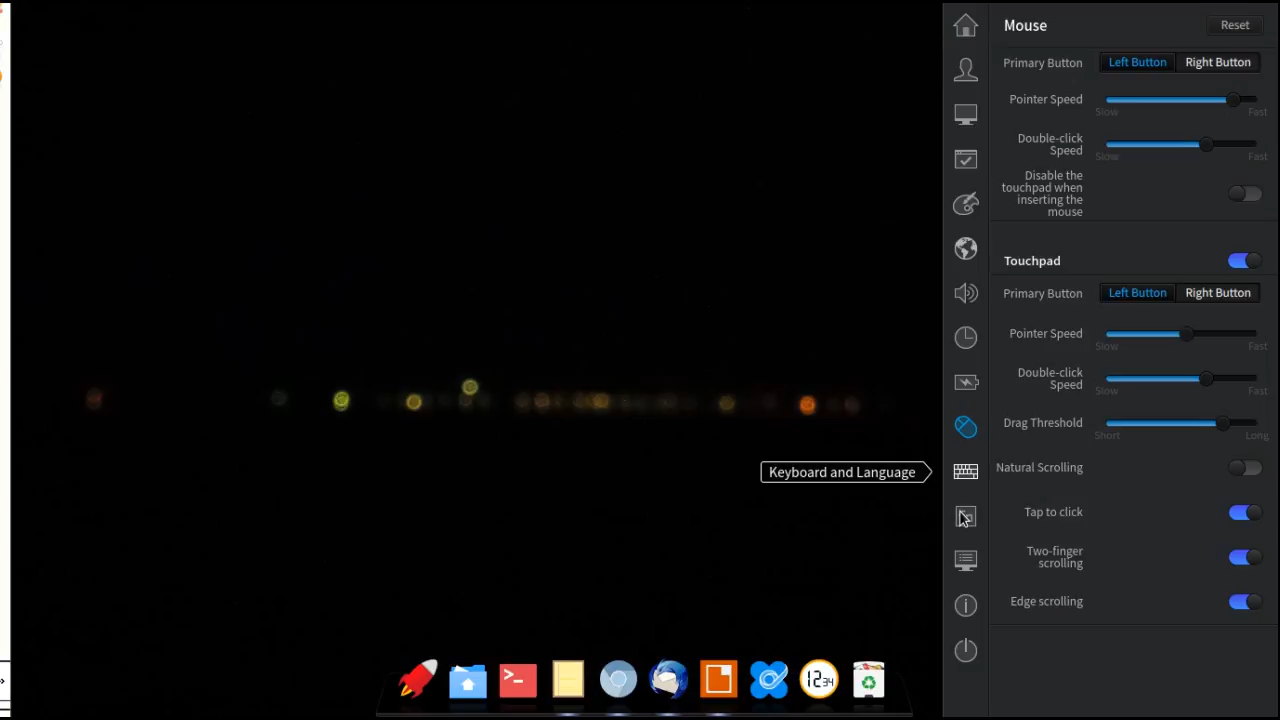 Mouse
Reset
Primary Button
Left Button
Right Button
Pointer Speed
Slow
Fast
Double-click
Speed
Slow
Fast
Disable the
touchpad when
inserting the
mouse
Touchpad
Primary Button
Left Button
Right Button
Pointer Speed
Slow
Fast
Double-click
Speed
Slow
Fast
Drag Threshold
Short
Long
Natural Scrolling
Keyboard and Language
Tap to click
Two-finger
scrolling
Edge scrolling
12 34